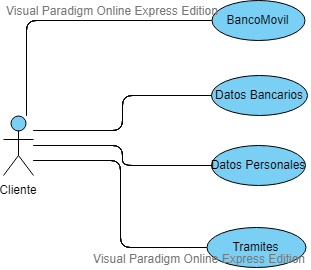 Visual Paradigm Online Express Edition
BancoMovil
Datos Bancarios
Datos Personales
Cliente
Tramites
Visual Paradigm Online Express Edition